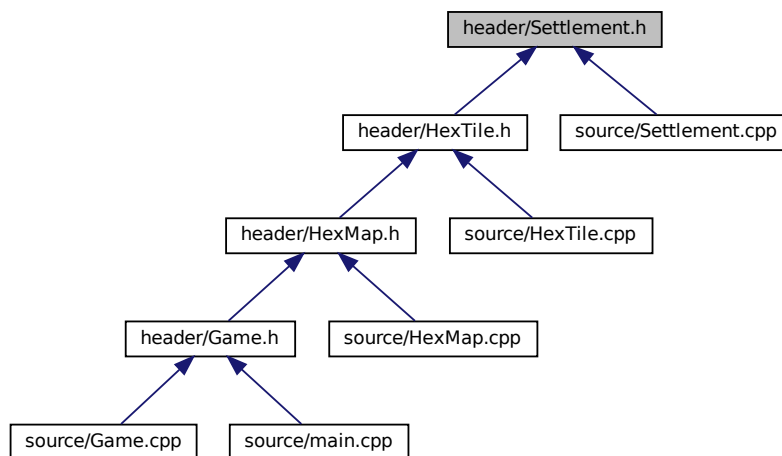 header/Settlement.h
header/HexTile.h
source/Settlement.cpp
header/HexMap.h
source/HexTile.cpp
header/Game.h
source/HexMap.cpp
source/Game.cpp
source/main.cpp